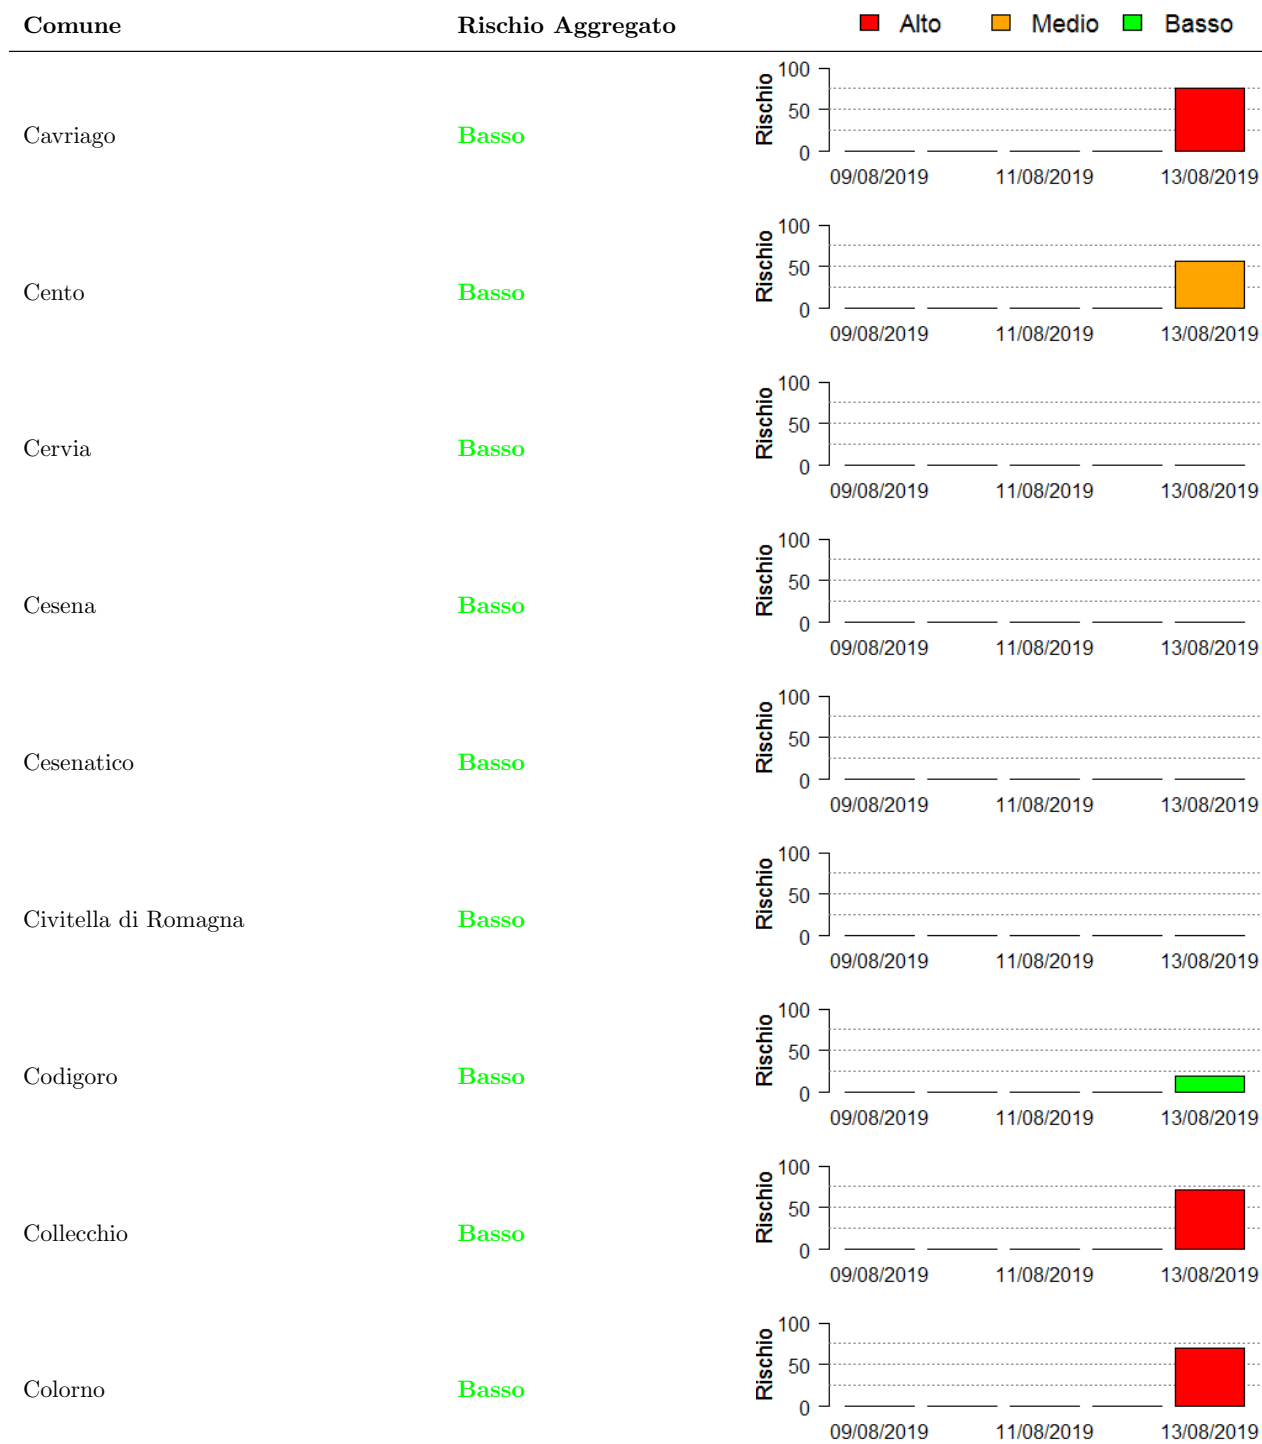 Comune Rischio Aggregato Alto Medio Basso
100
50
0
Rischio
Cavriago Basso
09/08/2019 11/08/2019 13/08/2019
100
50
0
Rischio
Cento Basso
09/08/2019 11/08/2019 13/08/2019
100
50
0
Rischio
Cervia Basso
09/08/2019 11/08/2019 13/08/2019
100
50
0
Rischio
Cesena Basso
09/08/2019 11/08/2019 13/08/2019
100
50
0
Rischio
Cesenatico Basso
09/08/2019 11/08/2019 13/08/2019
100
50
0
Rischio
Civitella di Romagna Basso
09/08/2019 11/08/2019 13/08/2019
100
50
0
Rischio
Codigoro Basso
09/08/2019 11/08/2019 13/08/2019
100
50
0
Rischio
Collecchio Basso
09/08/2019 11/08/2019 13/08/2019
100
50
0
Rischio
Colorno Basso
09/08/2019 11/08/2019 13/08/2019